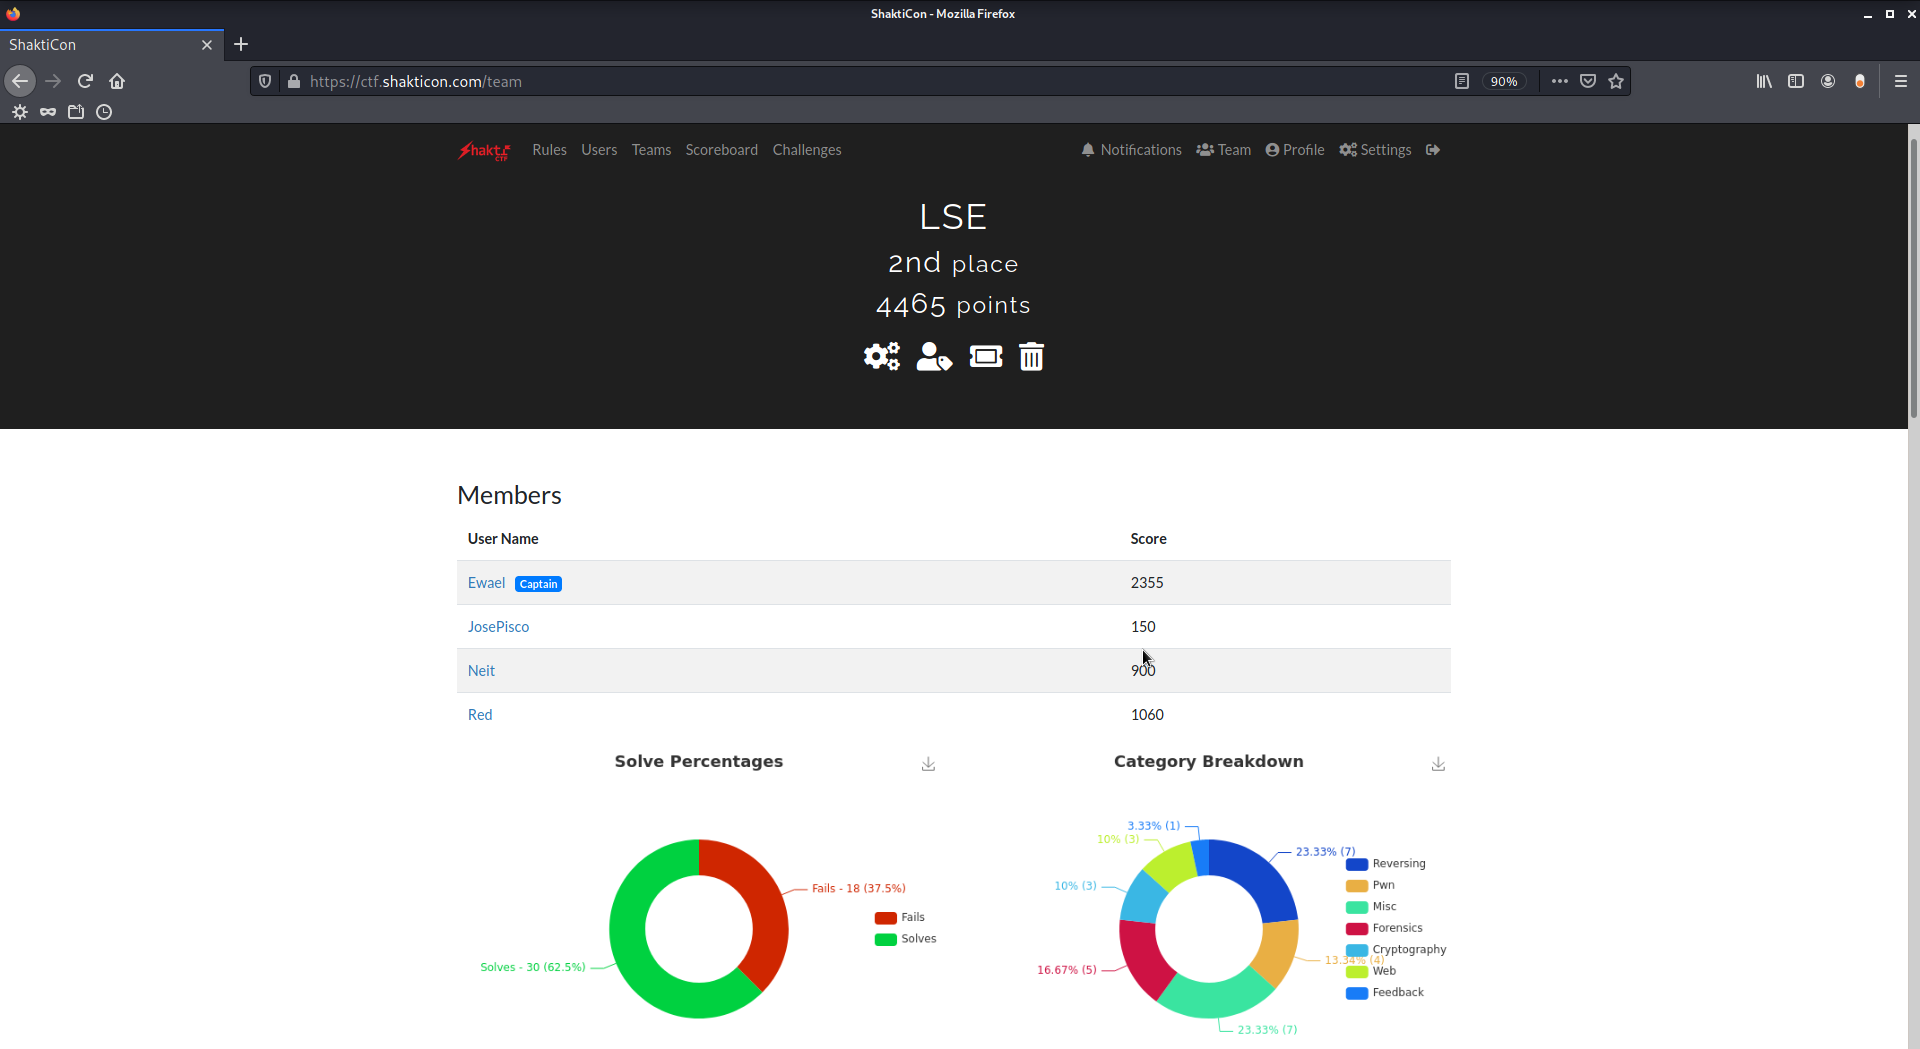 ShaktiCon - Mozilla Firefox
ShaktiCon
https://ctf.shakticon.com/team
90%
Shakti CTF Rules Users Teams Scoreboard Challenges Notifications Team Profile Settings
LSE
2nd place
4465 points
Members
User Name Score
Ewael Captain 2355
JosePisco 150
Neit 900
Red 1060
Solve Percentages
Fails - 18 (37.5%)
Solves - 30 (62.5%)
Fails
Solves
Category Breakdown
3.33% (1)
10% (3)
23.33% (7)
10% (3)
13.34% (4)
16.67% (5)
23.33% (7)
Reversing
Pwn
Misc
Forensics
Cryptography
Web
Feedback